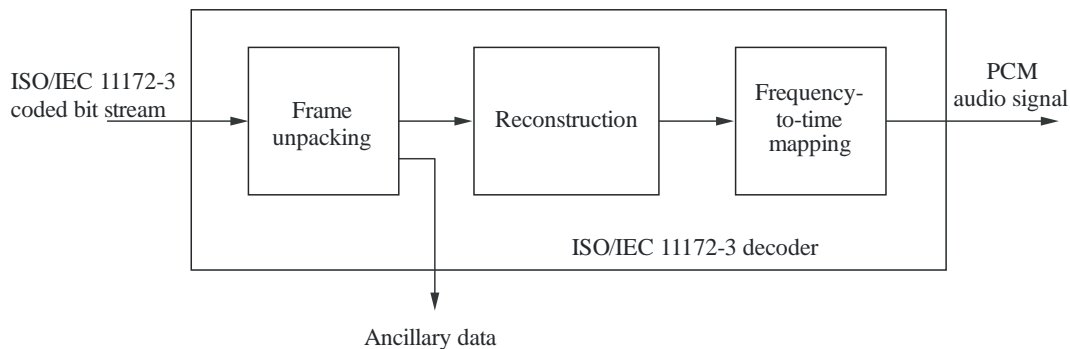 ISO/IEC 11172-3
coded bit stream
Frame
unpacking
Reconstruction
Frequency-
to-time
mapping
PCM
audio signal
ISO/IEC 11172-3 decoder
Ancillary data